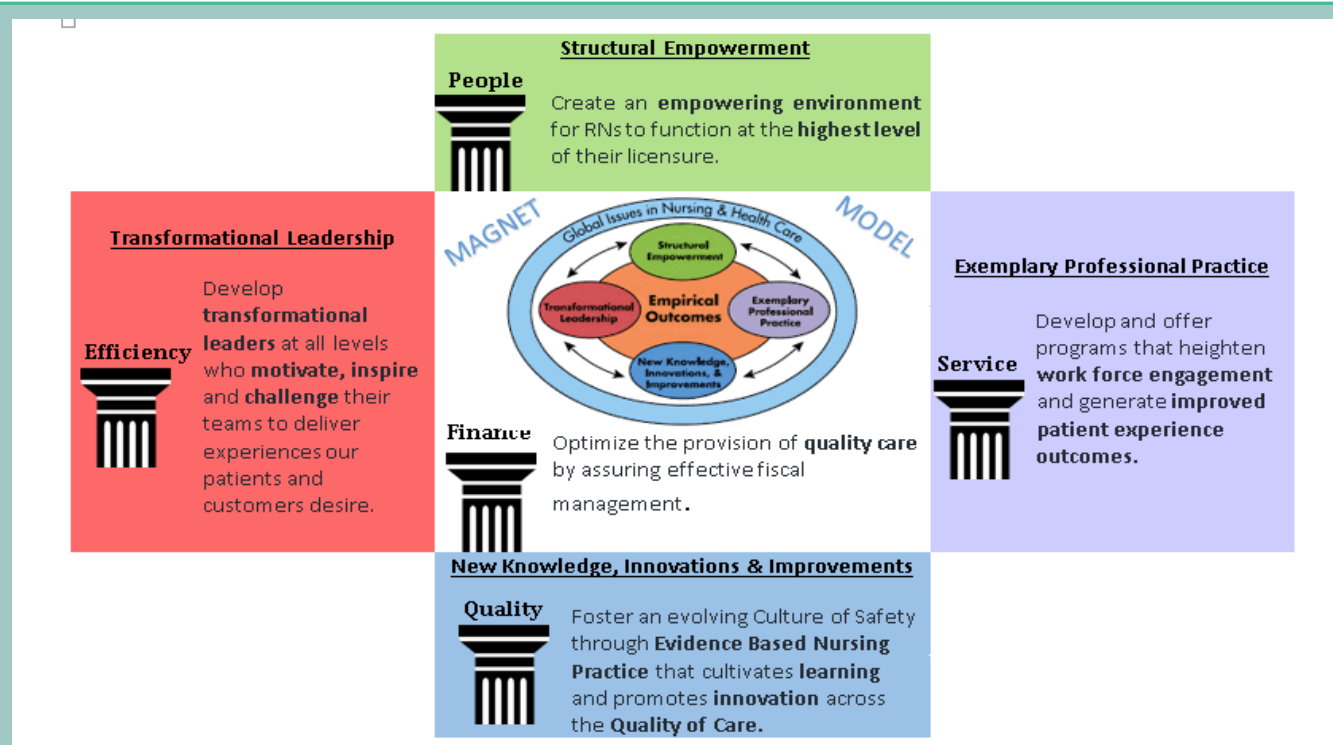 Structural Empowerment
People
Create an empowering environment
for RNs to function at the highest level
of their licensure.
Transformational Leadership
Efficiency
Develop
transformational
leaders at all levels
who motivate, inspire
and challenge their
teams to deliver
experiences our
patients and
customers desire.
MAGNET
MODEL
Global Issues in Nursing & Health Care
Structural
Empowerment
Transformational
Leadership
Empirical
Outcomes
Exemplary
Professional
Practice
New Knowledge,
Innovations, &
Improvements
Finance
Optimize the provision of quality care
by assuring effective fiscal
management.
Exemplary Professional Practice
Service
Develop and offer
programs that heighten
work force engagement
and generate improved
patient experience
outcomes.
New Knowledge, Innovations & Improvements
Quality
Foster an evolving Culture of Safety
through Evidence Based Nursing
Practice that cultivates learning
and promotes innovation across
the Quality of Care.